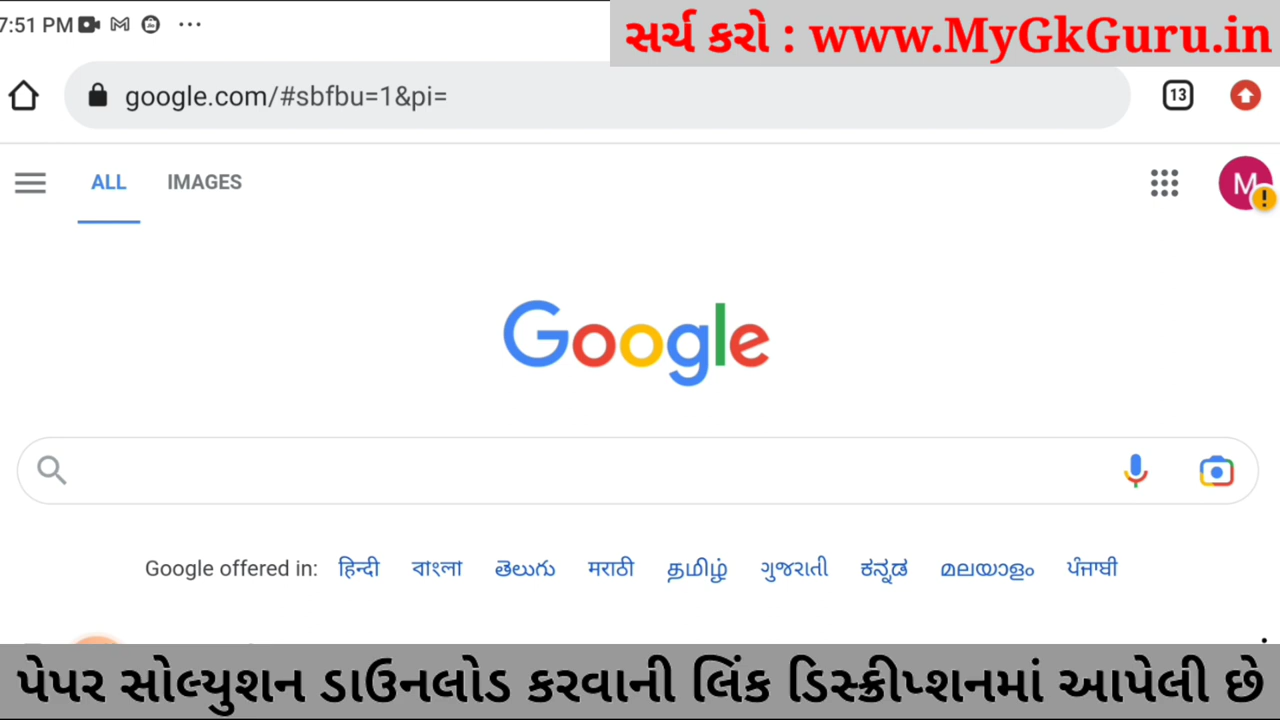 7:51 PM
સર્ચ કરો : www.MyGkGuru.in
google.com/#sbfbu=1&pi=
13
ALL IMAGES
M
Google
Google offered in: हिन्दी বাংলা తెలుగు मराठी தமிழ் ગુજરાતી ಕನ್ನಡ മലയാളം ਪੰਜਾਬੀ
પેપર સોલ્યુશન ડાઉનલોડ કરવાની લિંક ડિસ્ક્રીપ્શનમાં આપેલી છે